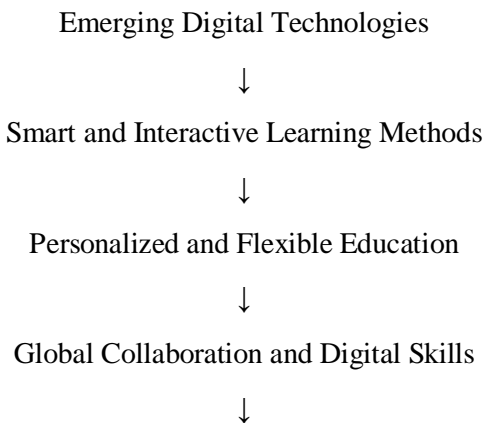 Emerging Digital Technologies
↓
Smart and Interactive Learning Methods
↓
Personalized and Flexible Education
↓
Global Collaboration and Digital Skills
↓